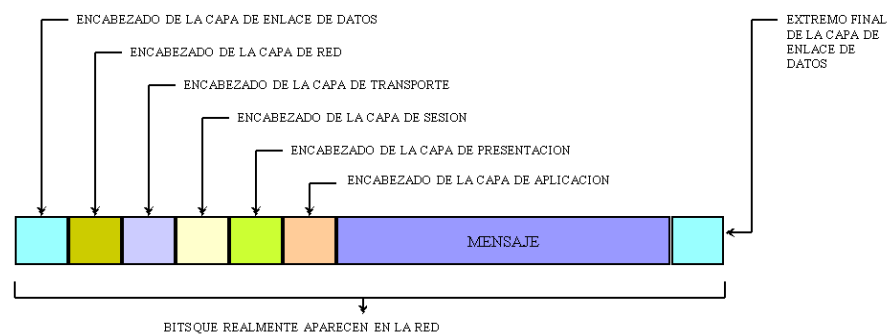 ENCABEZADO DE LA CAPA DE ENLACE DE DATOS
ENCABEZADO DE LA CAPA DE RED
ENCABEZADO DE LA CAPA DE TRANSPORTE
ENCABEZADO DE LA CAPA DE SESION
ENCABEZADO DE LA CAPA DE PRESENTACION
ENCABEZADO DE LA CAPA DE APLICACION
EXTREMO FINAL
DE LA CAPA DE
ENLACE DE
DATOS
MENSAJE
BITSQUE REALMENTE APARECEN EN LA RED